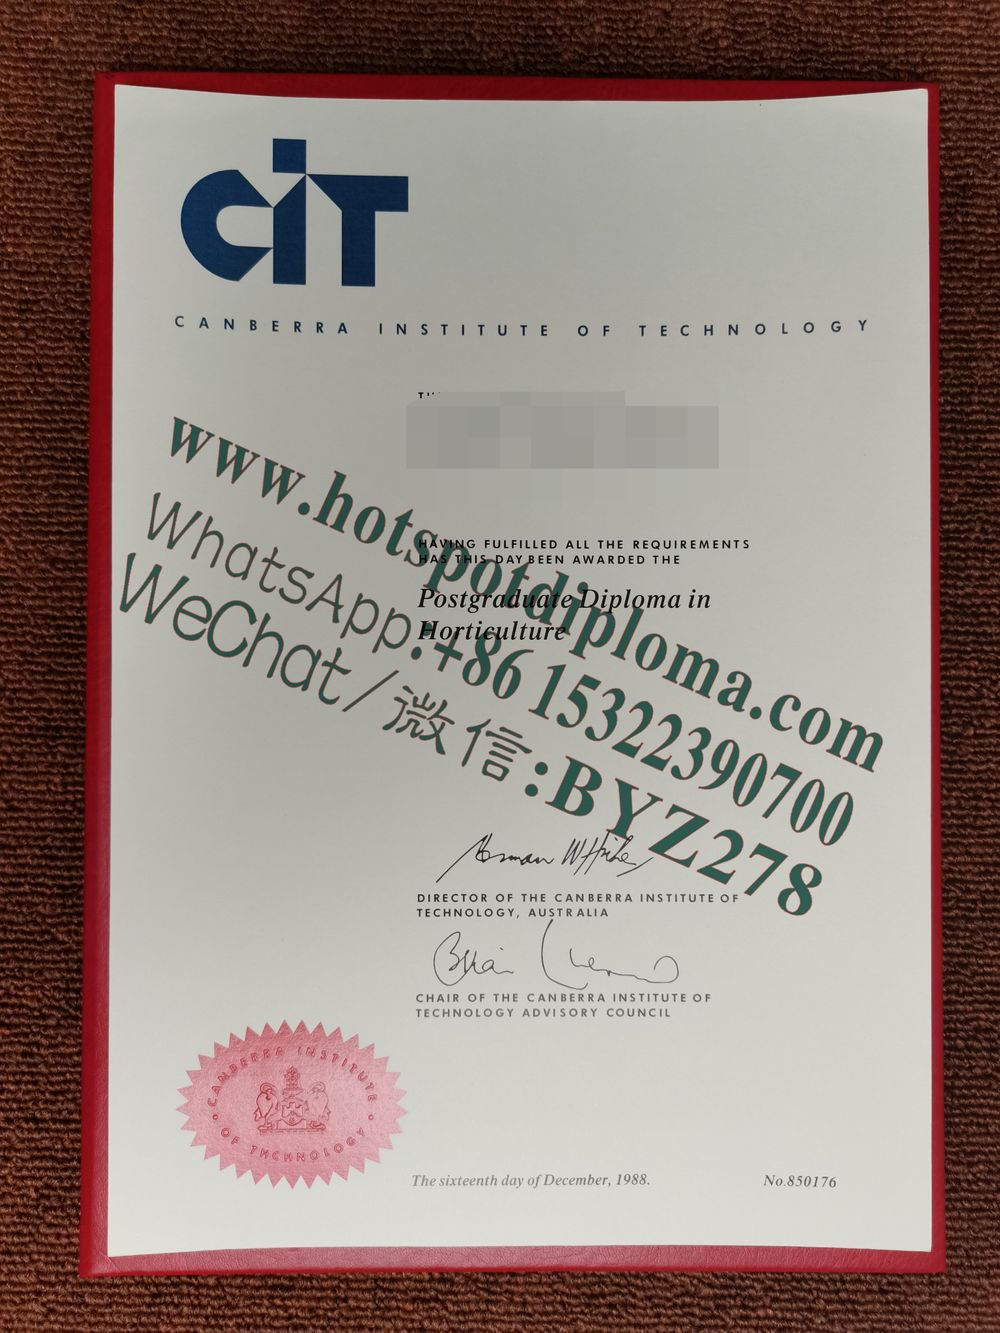 CiT
CANBERRA INSTITUTE OF TECHNOLOGY
www.hotspotdiploma.com
WhatsApp:+86 15322390700
WeChat/微信:BYZ278
HAVING FULFILLED ALL THE REQUIREMENTS
HAS THIS DAY BEEN AWARDED THE
Postgraduate Diploma in
Horticulture
DIRECTOR OF THE CANBERRA INSTITUTE OF
TECHNOLOGY, AUSTRALIA
CHAIR OF THE CANBERRA INSTITUTE OF
TECHNOLOGY ADVISORY COUNCIL
CANBERRA INSTITUTE
OF THCHNOLOGY
The sixteenth day of December, 1988.
No.850176